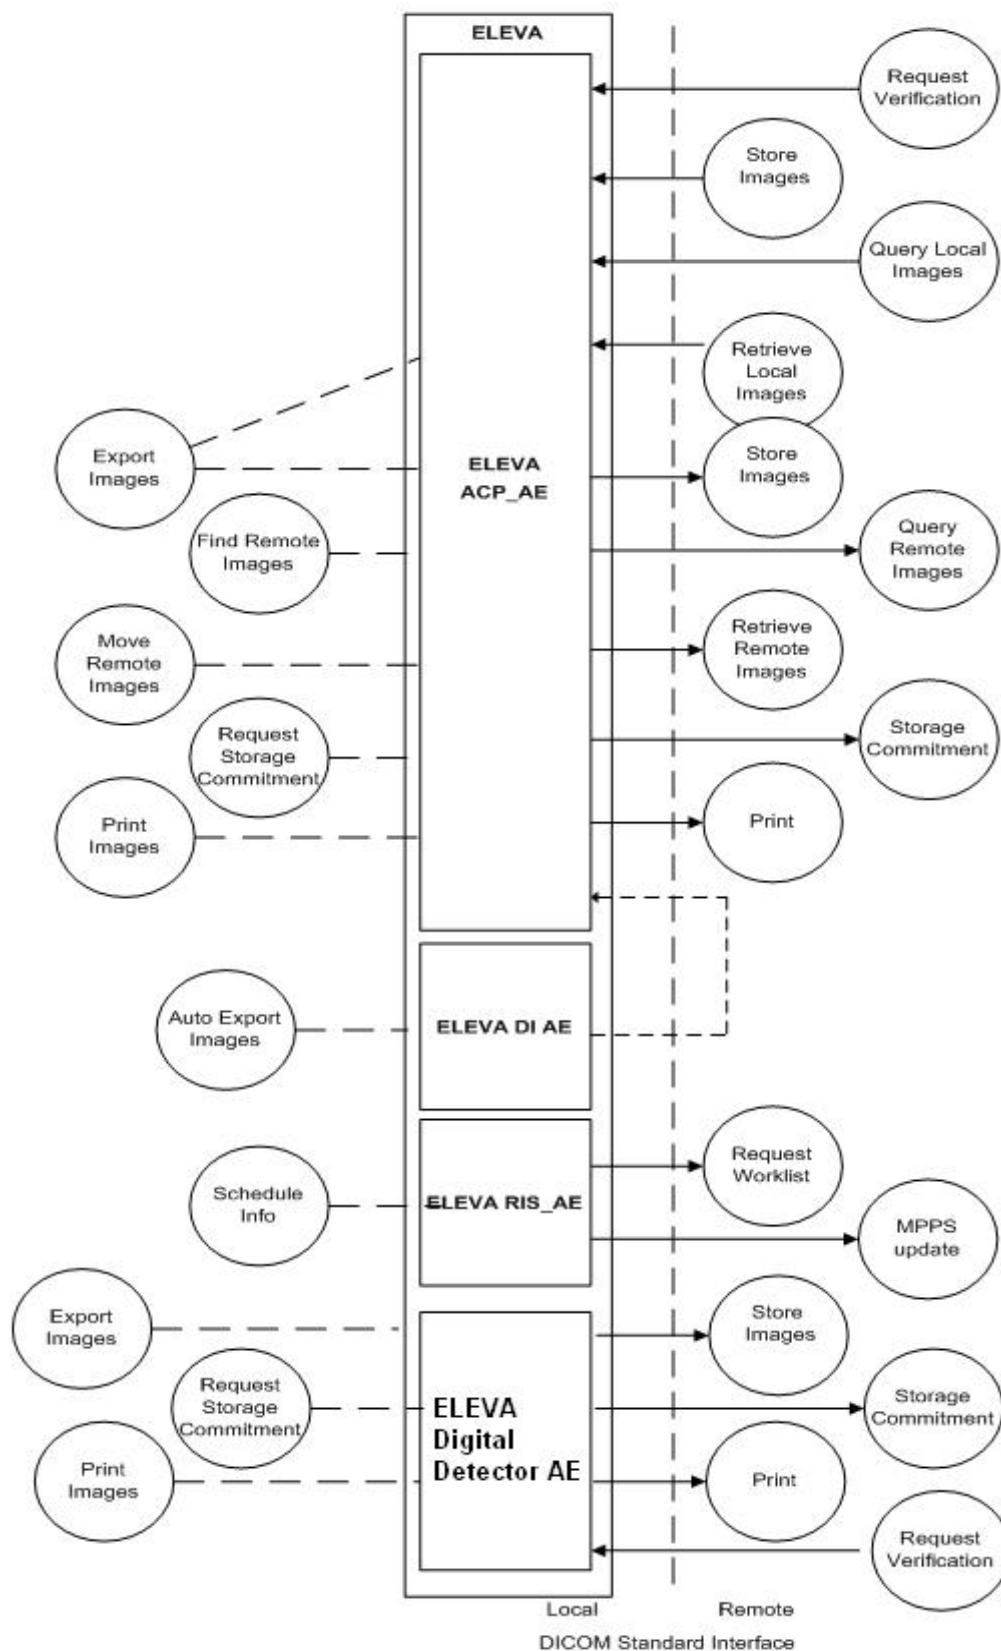 ELEVA
Request
Verification
Store
Images
Query Local
Images
Retrieve
Local
Images
Export
Images
ELEVA
ACP_AE
Store
Images
Find Remote
Images
Query
Remote
Images
Move
Remote
Images
Retrieve
Remote
Images
Request
Storage
Commitment
Storage
Commitment
Print
Images
Print
Auto Export
Images
ELEVA DI AE
Request
Worklist
Schedule
Info
ELEVA RIS_AE
MPPS
update
Export
Images
Store
Images
Request
Storage
Commitment
ELEVA
Digital
Detector AE
Storage
Commitment
Print
Images
Print
Request
Verification
Local
Remote
DICOM Standard Interface